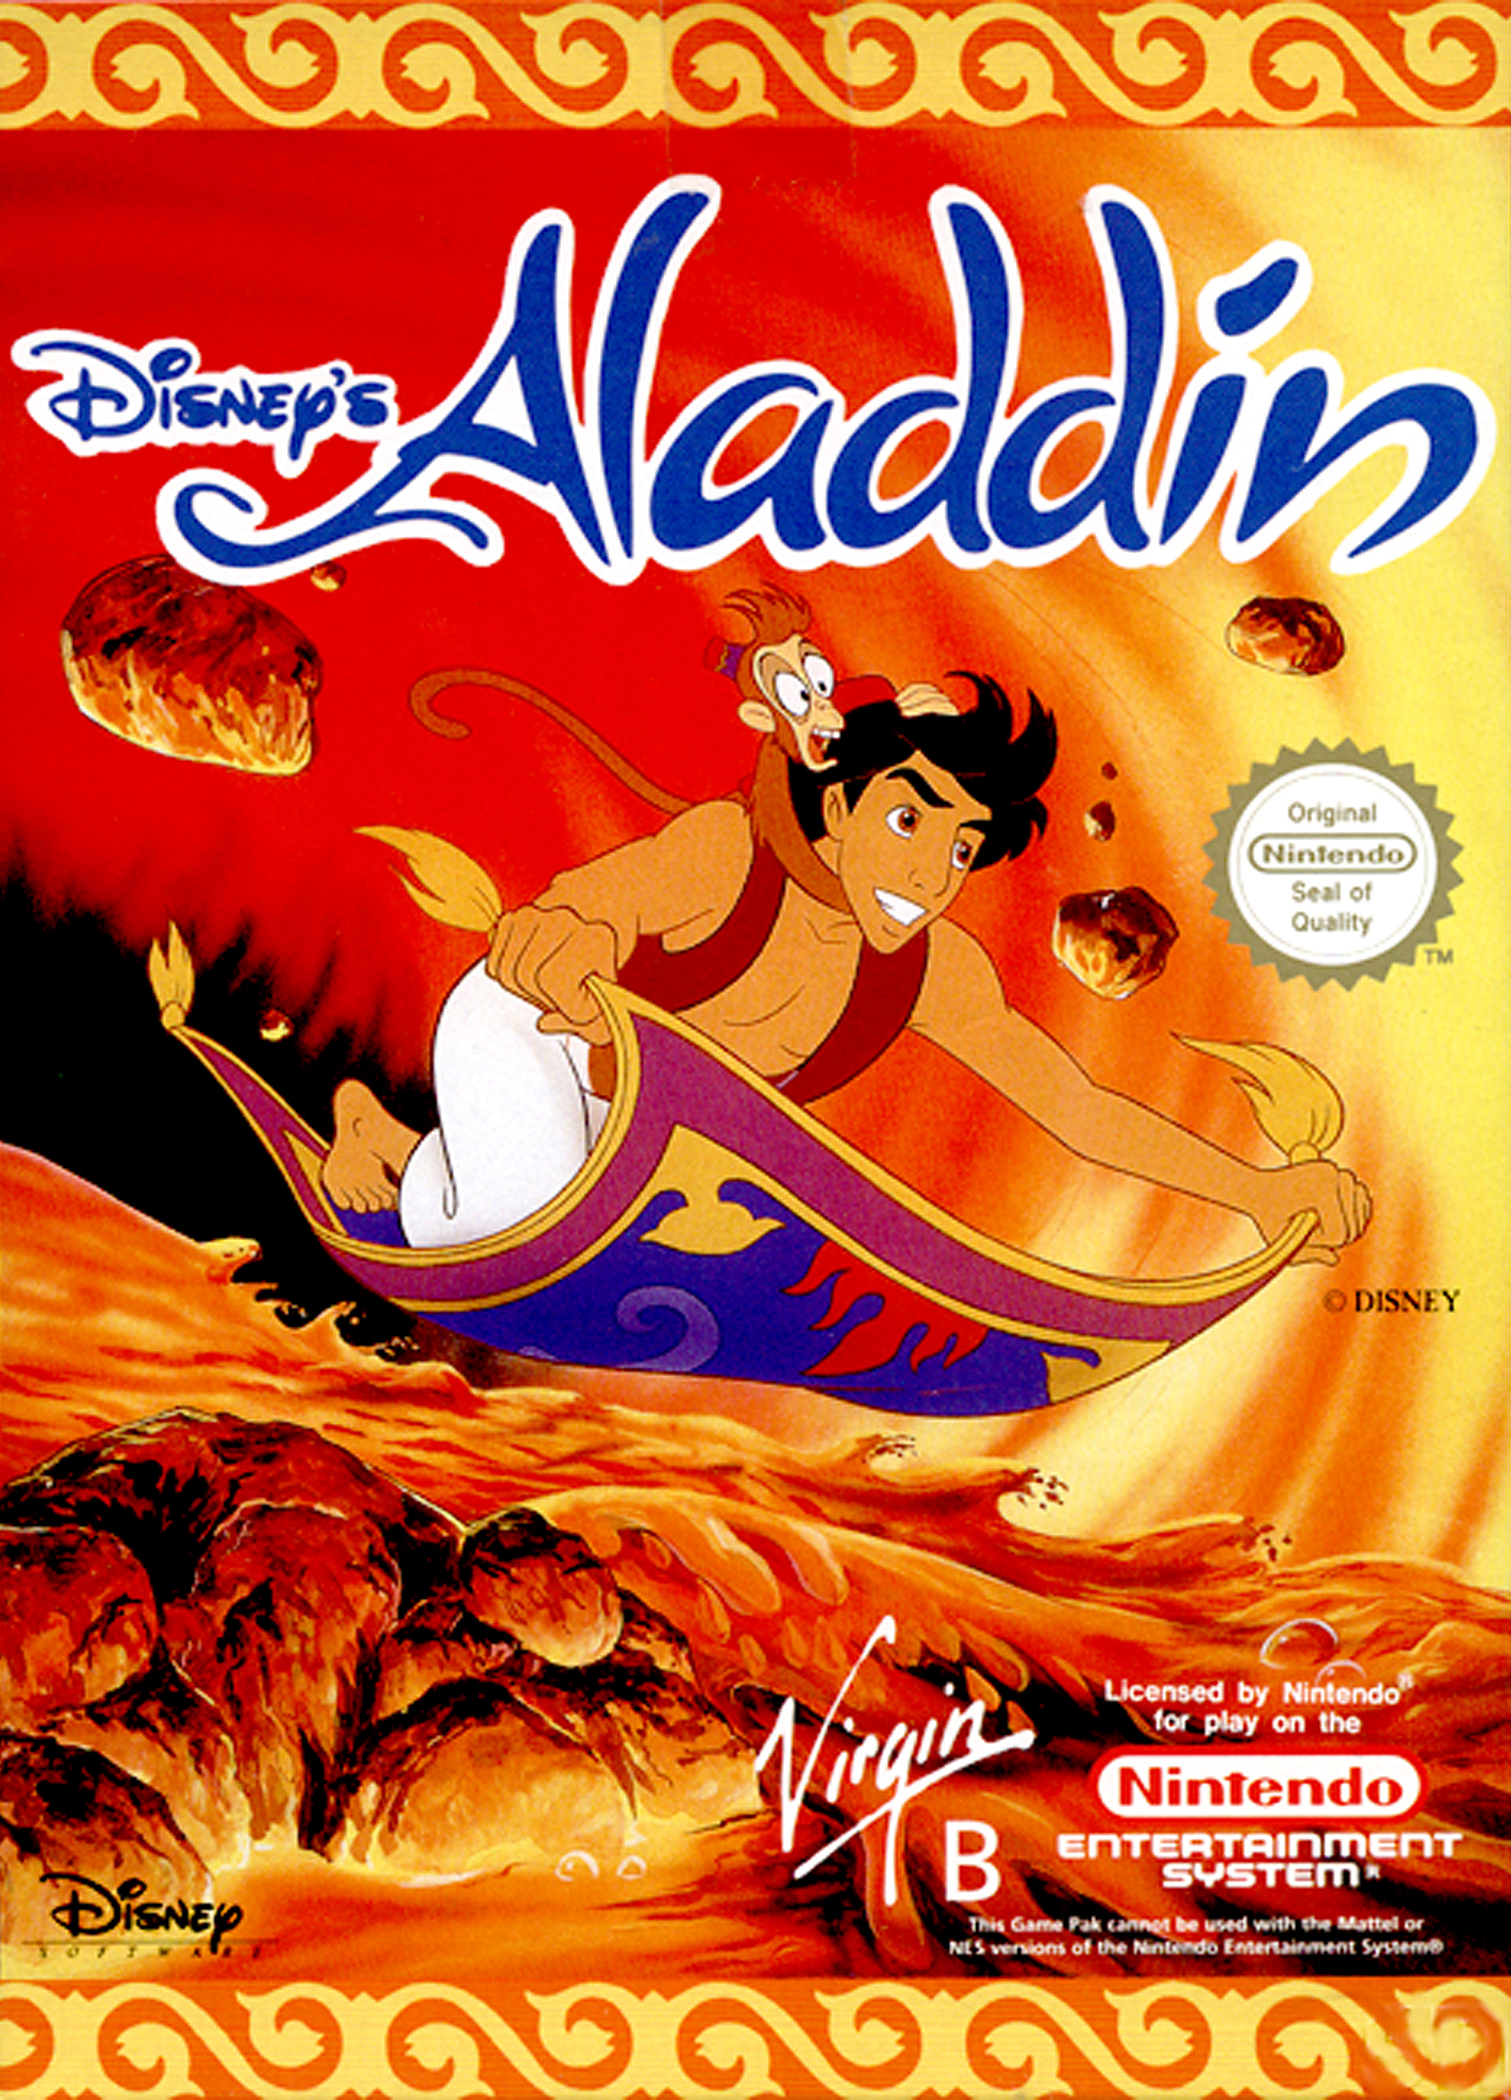 Disney's Aladdin
Original
Nintendo
Seal of
Quality
TM
© DISNEY
Licensed by Nintendo®
for play on the
Nintendo
ENTERTAINMENT
SYSTEM®
Virgin
B
This Game Pak cannot be used with the Mattel or
NES versions of the Nintendo Entertainment System®
Disney
SOFTWARE